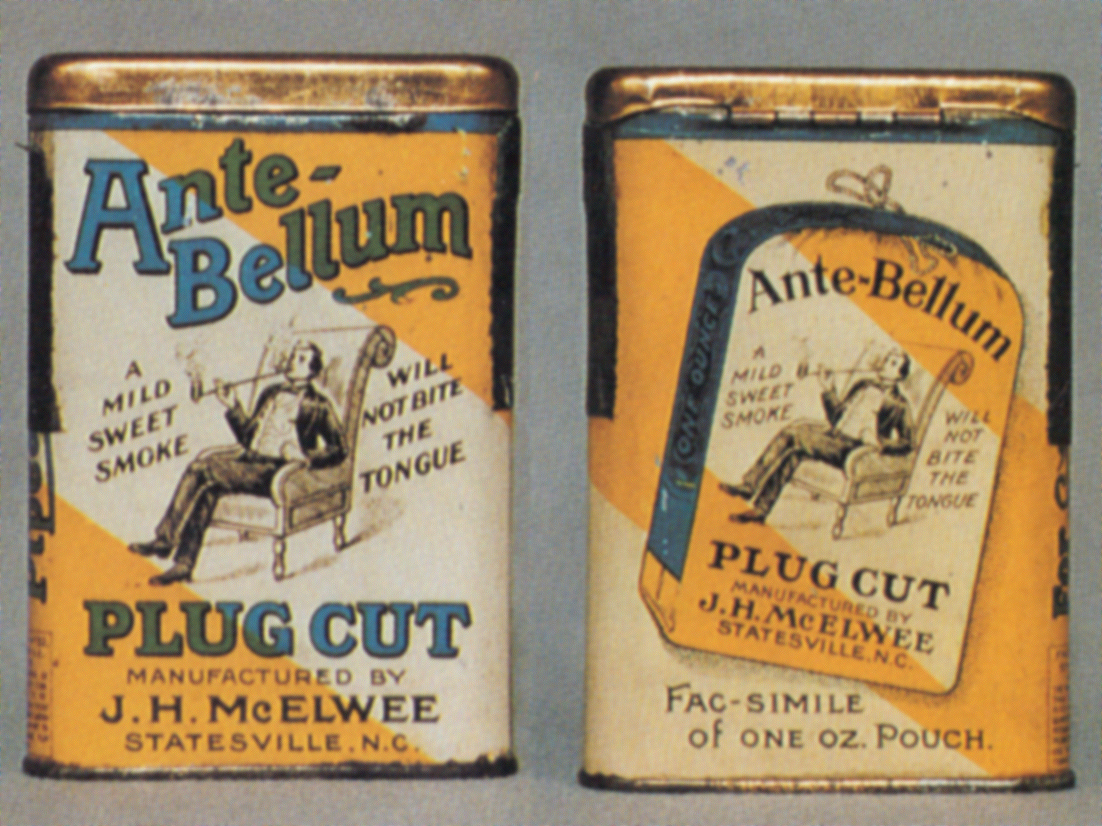 Ante-
Bellum
A
MILD
SWEET
SMOKE
WILL
NOT BITE
THE
TONGUE
PLUG CUT
MANUFACTURED BY
J.H. McELWEE
STATESVILLE, N.C.
ONE OUNCE
Ante-Bellum
A
MILD
SWEET
SMOKE
WILL
NOT
BITE
THE
TONGUE
PLUG CUT
MANUFACTURED BY
J.H. McELWEE
STATESVILLE, N.C.
FAC-SIMILE
of ONE OZ. POUCH.